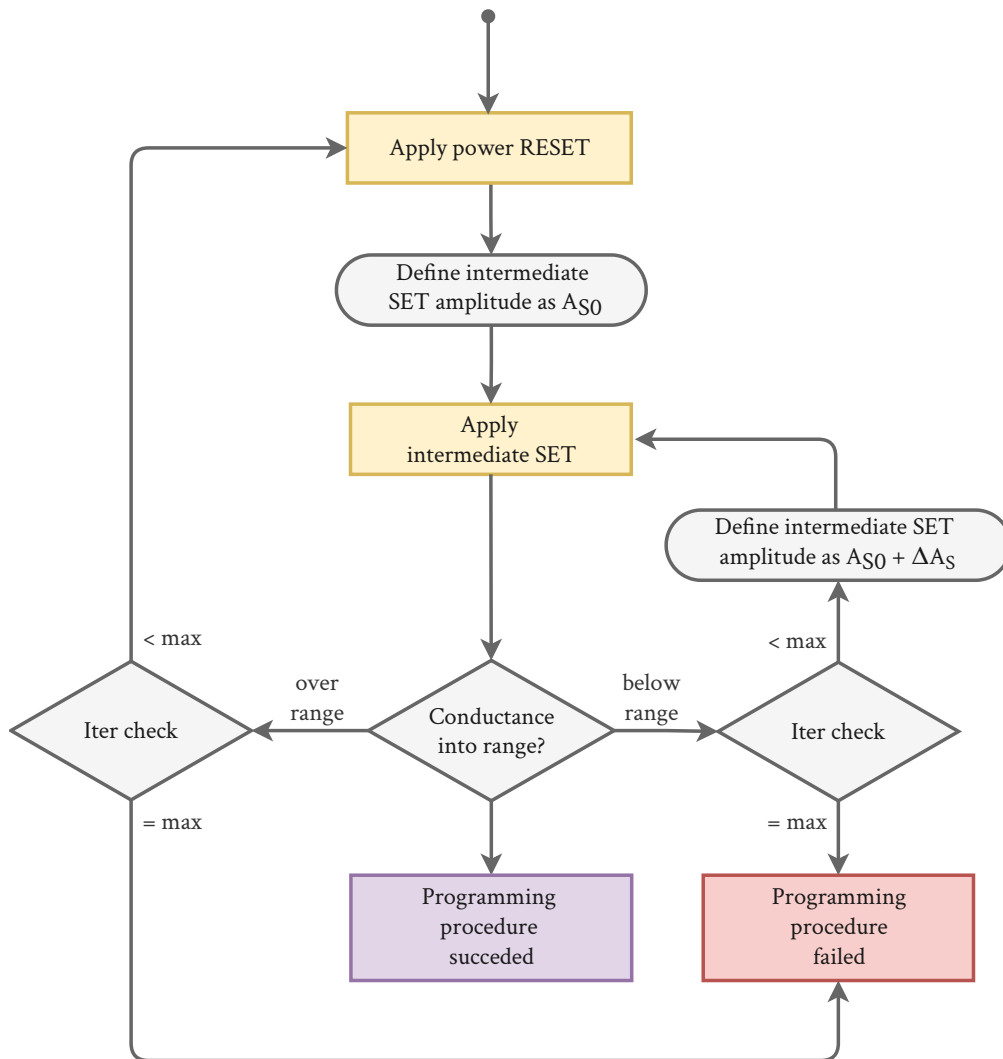 Apply power RESET
Define intermediate
SET amplitude as AS0
Apply
intermediate SET
Define intermediate SET
amplitude as AS0 + ΔAS
< max
< max
over
range
below
range
Iter check
Conductance
into range?
Iter check
= max
= max
Programming
procedure
succeded
Programming
procedure
failed